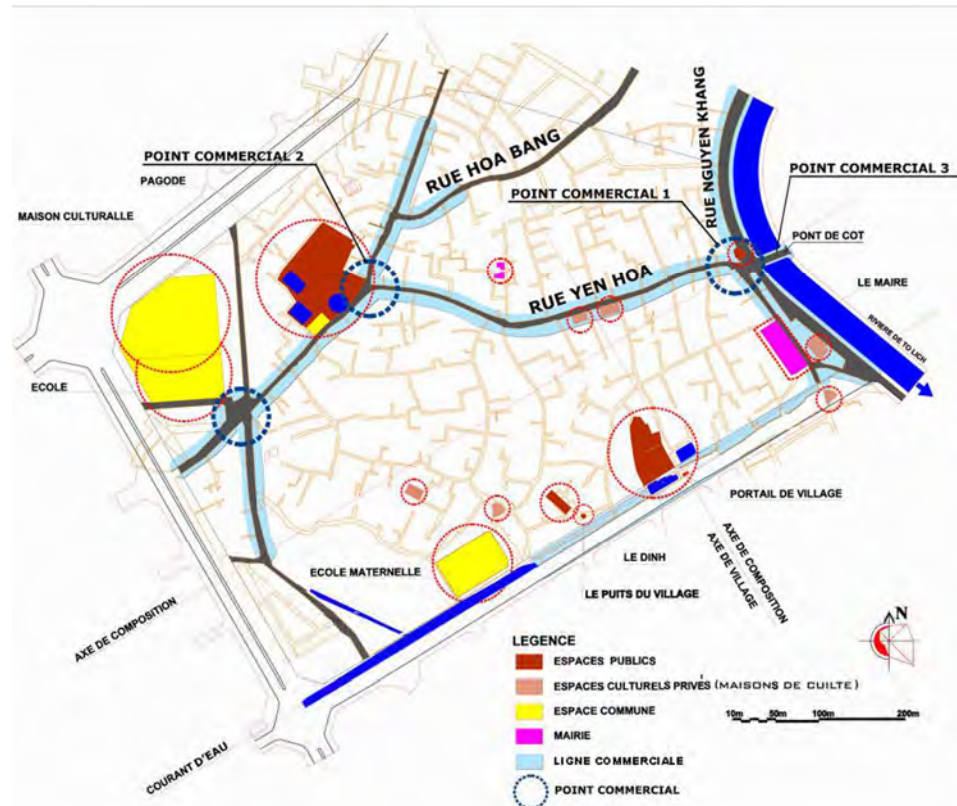 RUE NGUYEN KHANG
POINT COMMERCIAL 2
RUE HOA BANG
POINT COMMERCIAL 3
PAGODE
POINT COMMERCIAL 1
MAISON CULTURALLE
PONT DE COT
RUE YEN HOA
LE MAIRE
RIVIERE DE TO LICH
ECOLE
PORTAIL DE VILLAGE
AXE DE COMPOSITION
AXE DE VILLAGE
LE DINH
ECOLE MATERNELLE
LE PUITS DU VILLAGE
AXE DE COMPOSITION
COURANT D'EAU
N
LEGENCE
ESPACES PUBLICS
ESPACES CULTURELS PRIVÉS (MAISONS DE CUILTE)
ESPACE COMMUNE
MAIRIE
LIGNE COMMERCIALE
POINT COMMERCIAL
10m 50m 100m 200m